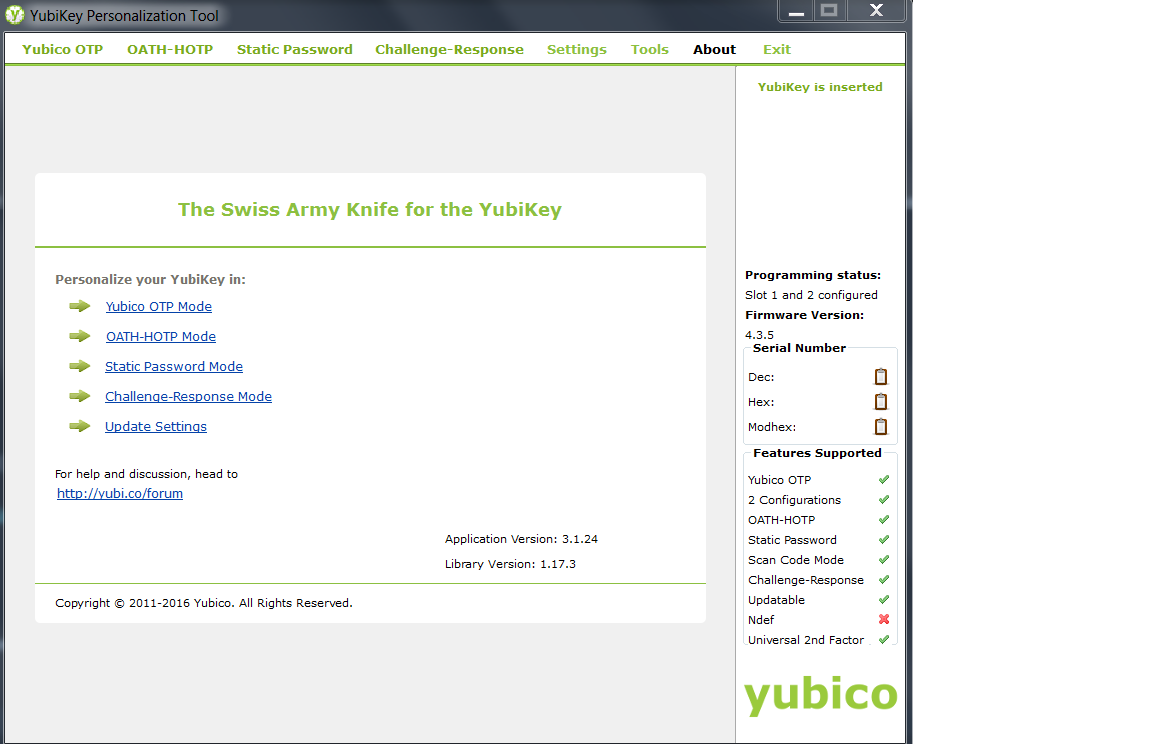 YubiKey Personalization Tool
Yubico OTP OATH-HOTP Static Password Challenge-Response Settings Tools About Exit
YubiKey is inserted
The Swiss Army Knife for the YubiKey
Personalize your YubiKey in:
Yubico OTP Mode
OATH-HOTP Mode
Static Password Mode
Challenge-Response Mode
Update Settings
For help and discussion, head to
http://yubi.co/forum
Application Version: 3.1.24
Library Version: 1.17.3
Copyright © 2011-2016 Yubico. All Rights Reserved.
Programming status:
Slot 1 and 2 configured
Firmware Version:
4.3.5
Serial Number
Dec:
Hex:
Modhex:
Features Supported
Yubico OTP
2 Configurations
OATH-HOTP
Static Password
Scan Code Mode
Challenge-Response
Updatable
Ndef
Universal 2nd Factor
yubico